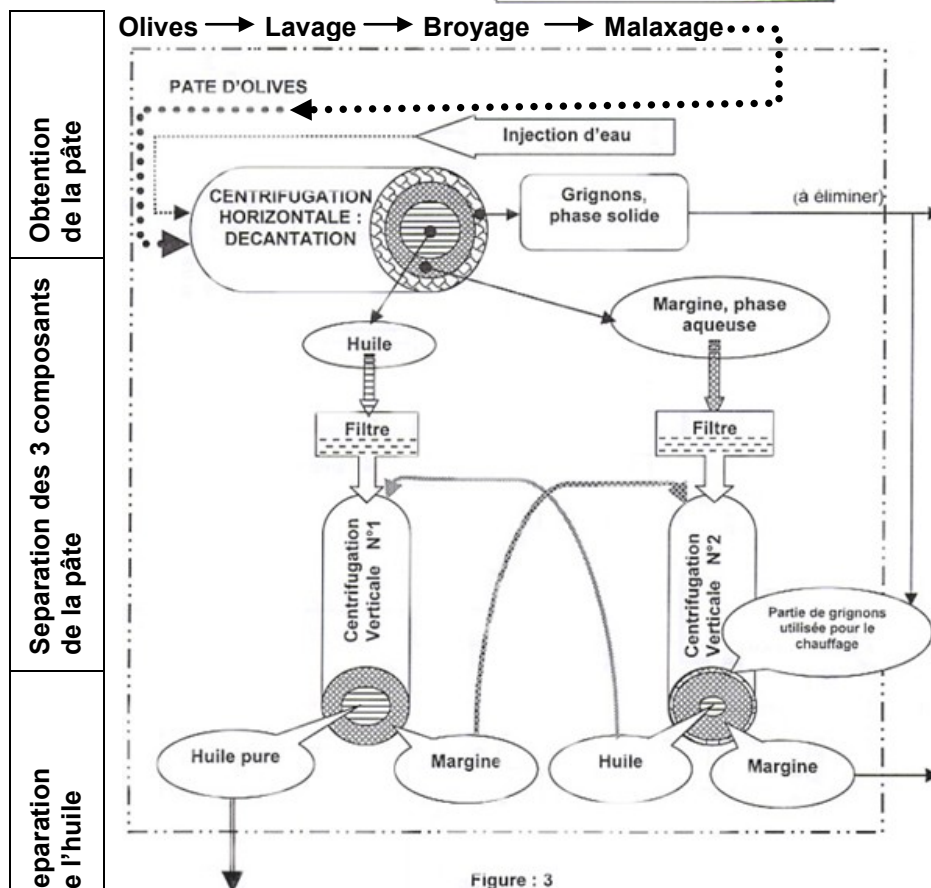 Olives Lavage Broyage Malaxage
Obtention
de la pâte
PATE D'OLIVES
Injection d'eau
CENTRIFUGATION
HORIZONTALE :
DECANTATION
Grignons,
phase solide
(à éliminer)
Separation des 3 composants
de la pâte
Huile
Margine, phase
aqueuse
Filtre
Filtre
Centrifugation
Verticale N°1
Centrifugation
Verticale N°2
Partie de grignons
utilisée pour le
chauffage
eparation
e l'huile
Huile pure
Margine
Huile
Margine
Figure : 3